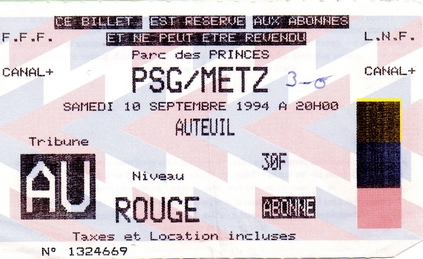 CE BILLET EST RESERVE AUX ABONNES
F.F.F. ET NE PEUT ETRE REVENDU L.N.F.
Parc des PRINCES
CANAL+ PSG/METZ 3-0 CANAL+
SAMEDI 10 SEPTEMBRE 1994 A 20H00
AUTEUIL
Tribune
30F
AU Niveau
ROUGE ABONNE
Taxes et Location incluses
N° 1324669